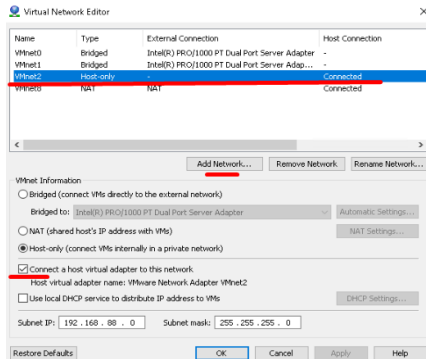 Virtual Network Editor
Name Type External Connection Host Connection
VMnet0 Bridged Intel(R) PRO/1000 PT Dual Port Server Adapter -
VMnet1 Bridged Intel(R) PRO/1000 PT Dual Port Server Adap... -
VMnet2 Host-only - Connected
VMnet8 NAT NAT Connected
Add Network... Remove Network Rename Network...
VMnet Information
Bridged (connect VMs directly to the external network)
Bridged to: Intel(R) PRO/1000 PT Dual Port Server Adapter Automatic Settings...
NAT (shared host's IP address with VMs) NAT Settings...
Host-only (connect VMs internally in a private network)
Connect a host virtual adapter to this network
Host virtual adapter name: VMware Network Adapter VMnet2
Use local DHCP service to distribute IP address to VMs DHCP Settings...
Subnet IP: 192 . 168 . 88 . 0 Subnet mask: 255 . 255 . 255 . 0
Restore Defaults OK Cancel Apply Help